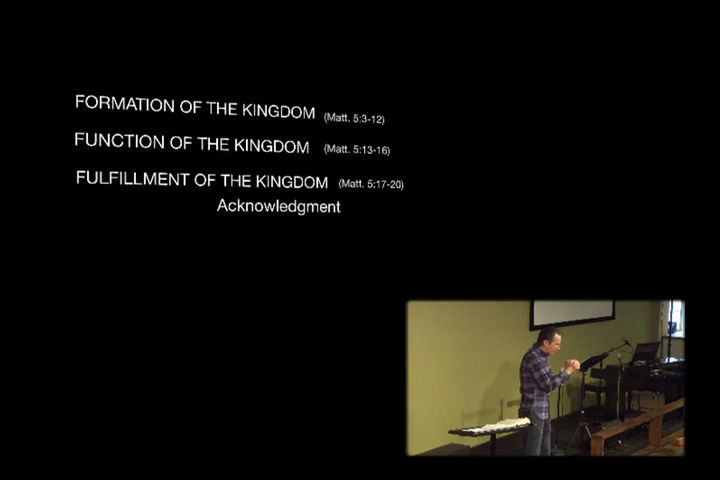 FORMATION OF THE KINGDOM (Matt. 5:3-12)
FUNCTION OF THE KINGDOM (Matt. 5:13-16)
FULFILLMENT OF THE KINGDOM (Matt. 5:17-20)
Acknowledgment